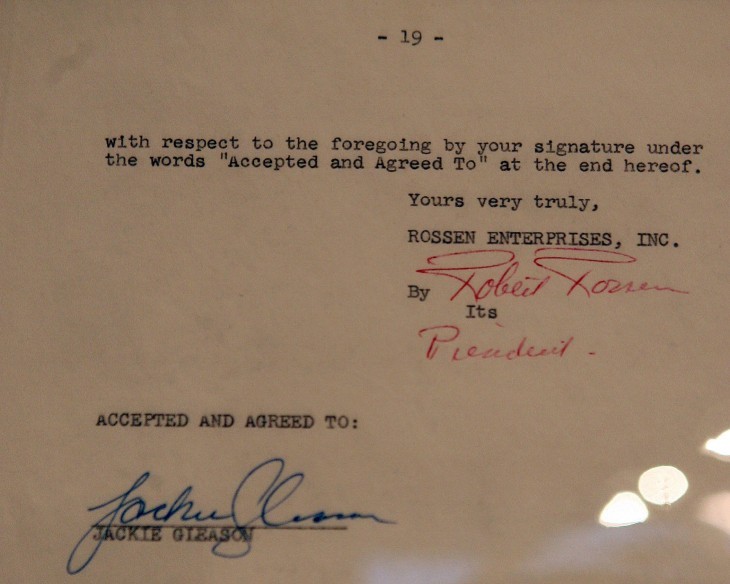 - 19 -
with respect to the foregoing by your signature under
the words "Accepted and Agreed To" at the end hereof.
Yours very truly,
ROSSEN ENTERPRISES, INC.
By Robert Rossen
Its
President.
ACCEPTED AND AGREED TO:
Jackie Gleason
JACKIE GLEASON